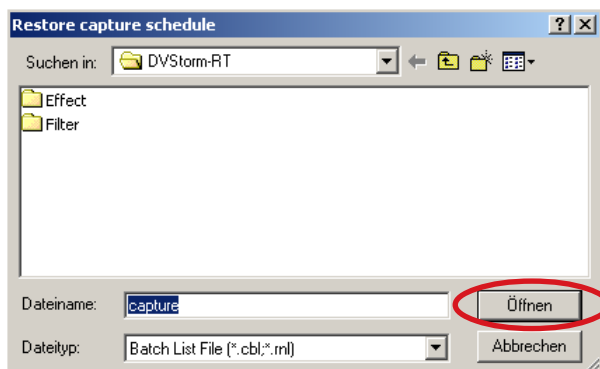 Restore capture schedule
Suchen in: DVStorm-RT
Effect
Filter
Dateiname: capture Öffnen
Dateityp: Batch List File (*.cbl;*.rnl) Abbrechen